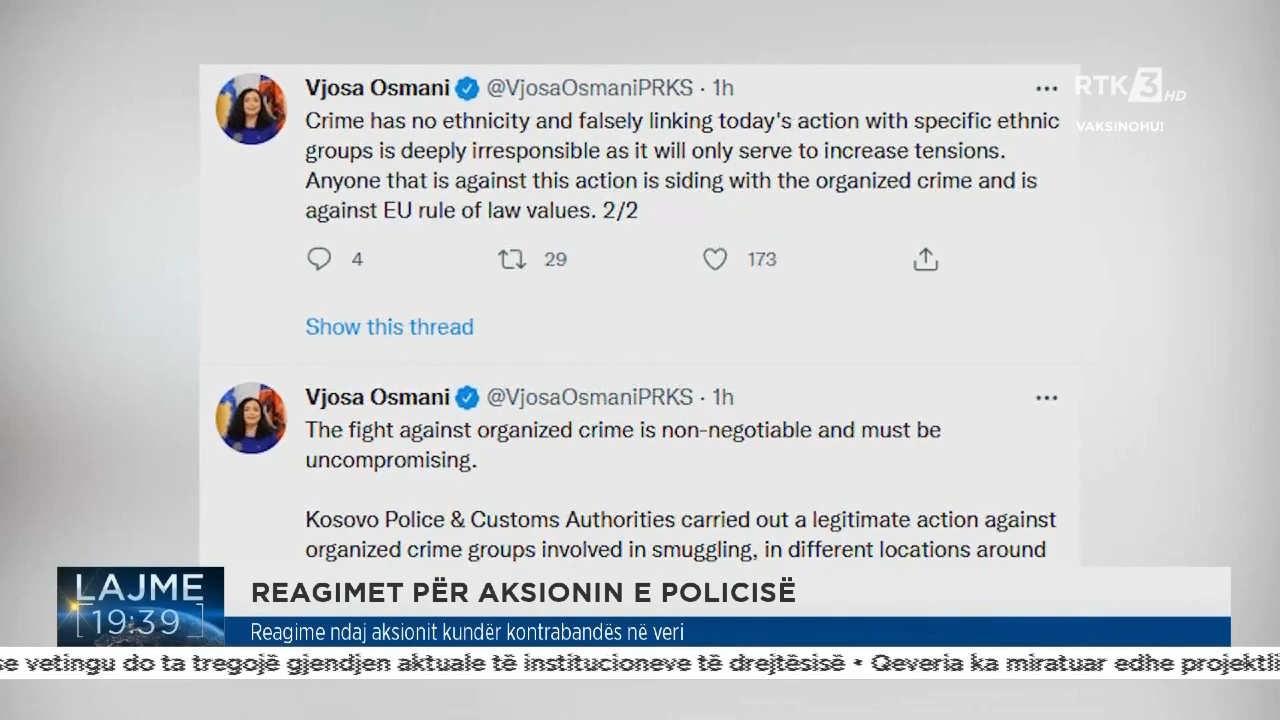 Vjosa Osmani @VjosaOsmaniPRKS · 1h
Crime has no ethnicity and falsely linking today's action with specific ethnic
groups is deeply irresponsible as it will only serve to increase tensions.
Anyone that is against this action is siding with the organized crime and is
against EU rule of law values. 2/2
4 29 173
Show this thread
Vjosa Osmani @VjosaOsmaniPRKS · 1h
The fight against organized crime is non-negotiable and must be
uncompromising.
Kosovo Police & Customs Authorities carried out a legitimate action against
organized crime groups involved in smuggling, in different locations around
RTK 3 HD
VAKSINOHU!
LAJME
19:39
REAGIMET PËR AKSIONIN E POLICISË
Reagime ndaj aksionit kundër kontrabandës në veri
se vetingu do ta tregojë gjendjen aktuale të institucioneve të drejtësisë • Qeveria ka miratuar edhe projektli